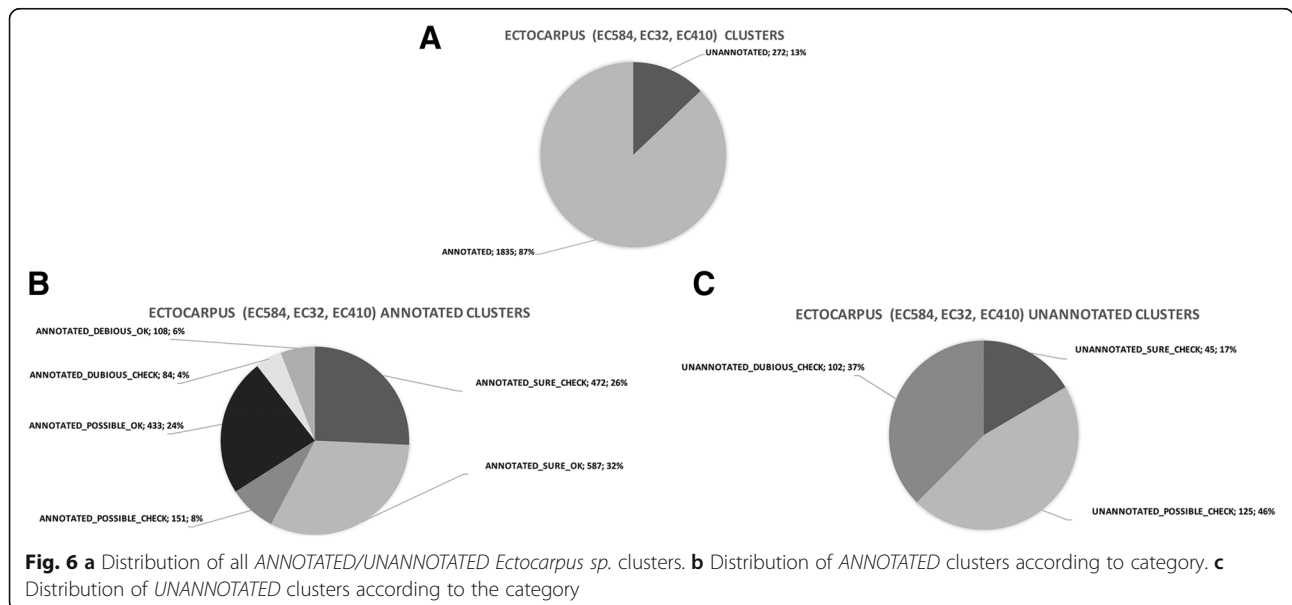 A
ECTOCARPUS (EC584, EC32, EC410) CLUSTERS
UNANNOTATED; 272; 13%
ANNOTATED; 1835; 87%
B
ECTOCARPUS (EC584, EC32, EC410) ANNOTATED CLUSTERS
ANNOTATED_DEBIOUS_OK; 108; 6%
ANNOTATED_DUBIOUS_CHECK; 84; 4%
ANNOTATED_SURE_CHECK; 472; 26%
ANNOTATED_POSSIBLE_OK; 433; 24%
ANNOTATED_SURE_OK; 587; 32%
ANNOTATED_POSSIBLE_CHECK; 151; 8%
C
ECTOCARPUS (EC584, EC32, EC410) UNANNOTATED CLUSTERS
UNANNOTATED_SURE_CHECK; 45; 17%
UNANNOTATED_DUBIOUS_CHECK; 102; 37%
UNANNOTATED_POSSIBLE_CHECK; 125; 46%
Fig. 6 a Distribution of all ANNOTATED/UNANNOTATED Ectocarpus sp. clusters. b Distribution of ANNOTATED clusters according to category. c
Distribution of UNANNOTATED clusters according to the category